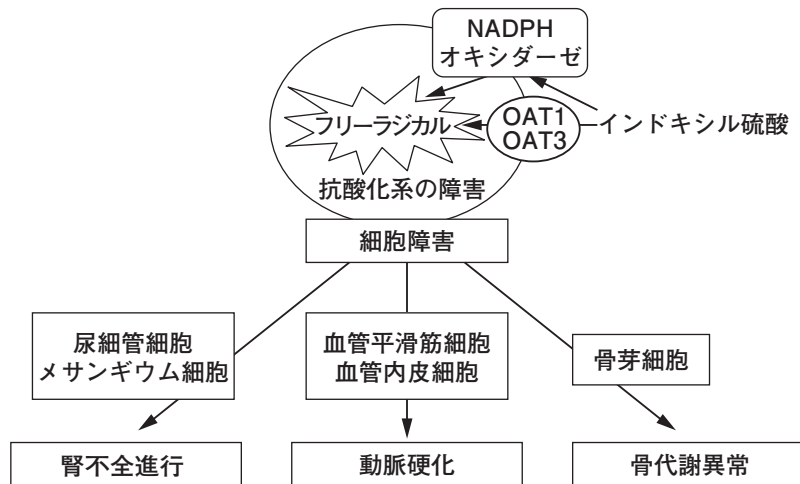 NADPH
オキシダーゼ
フリーラジカル
OAT1
OAT3
インドキシル硫酸
抗酸化系の障害
細胞障害
尿細管細胞
メサンギウム細胞
血管平滑筋細胞
血管内皮細胞
骨芽細胞
腎不全進行
動脈硬化
骨代謝異常